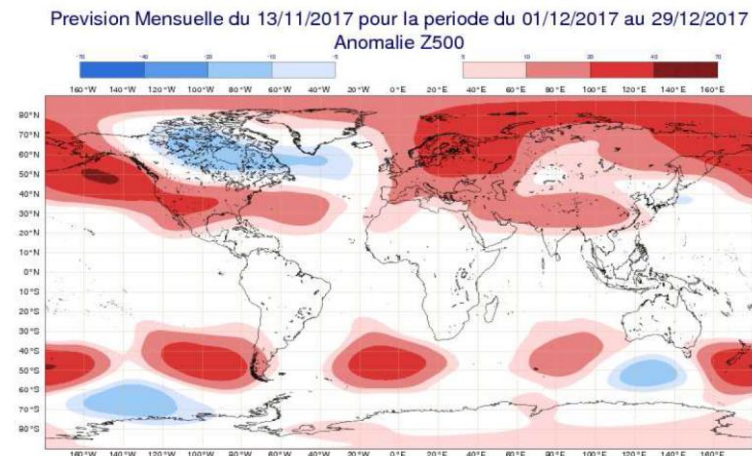 Prevision Mensuelle du 13/11/2017 pour la periode du 01/12/2017 au 29/12/2017
Anomalie Z500
160°W 140°W 120°W 100°W 80°W 60°W 40°W 20°W 0°E 20°E 40°E 60°E 80°E 100°E 120°E 140°E 160°E
80°N
70°N
60°N
50°N
40°N
30°N
20°N
10°N
0°N
10°S
20°S
30°S
40°S
50°S
60°S
70°S
80°S
160°W 140°W 120°W 100°W 80°W 60°W 40°W 20°W 0°E 20°E 40°E 60°E 80°E 100°E 120°E 140°E 160°E